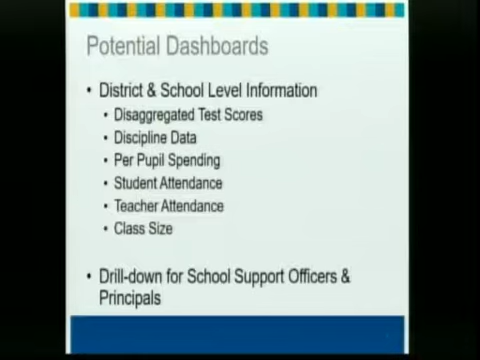 Potential Dashboards
• District & School Level Information
• Disaggregated Test Scores
• Discipline Data
• Per Pupil Spending
• Student Attendance
• Teacher Attendance
• Class Size
• Drill-down for School Support Officers &
Principals